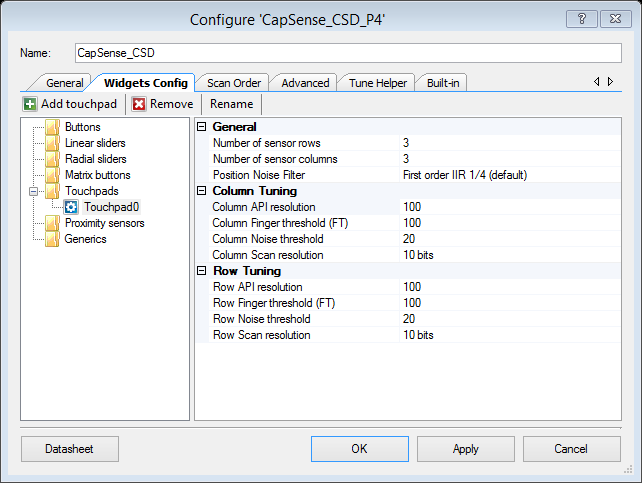 Configure 'CapSense_CSD_P4'
Name: CapSense_CSD
General Widgets Config Scan Order Advanced Tune Helper Built-in
Add touchpad Remove Rename
Buttons
Linear sliders
Radial sliders
Matrix buttons
Touchpads
Touchpad0
Proximity sensors
Generics
General
Number of sensor rows 3
Number of sensor columns 3
Position Noise Filter First order IIR 1/4 (default)
Column Tuning
Column API resolution 100
Column Finger threshold (FT) 100
Column Noise threshold 20
Column Scan resolution 10 bits
Row Tuning
Row API resolution 100
Row Finger threshold (FT) 100
Row Noise threshold 20
Row Scan resolution 10 bits
Datasheet OK Apply Cancel